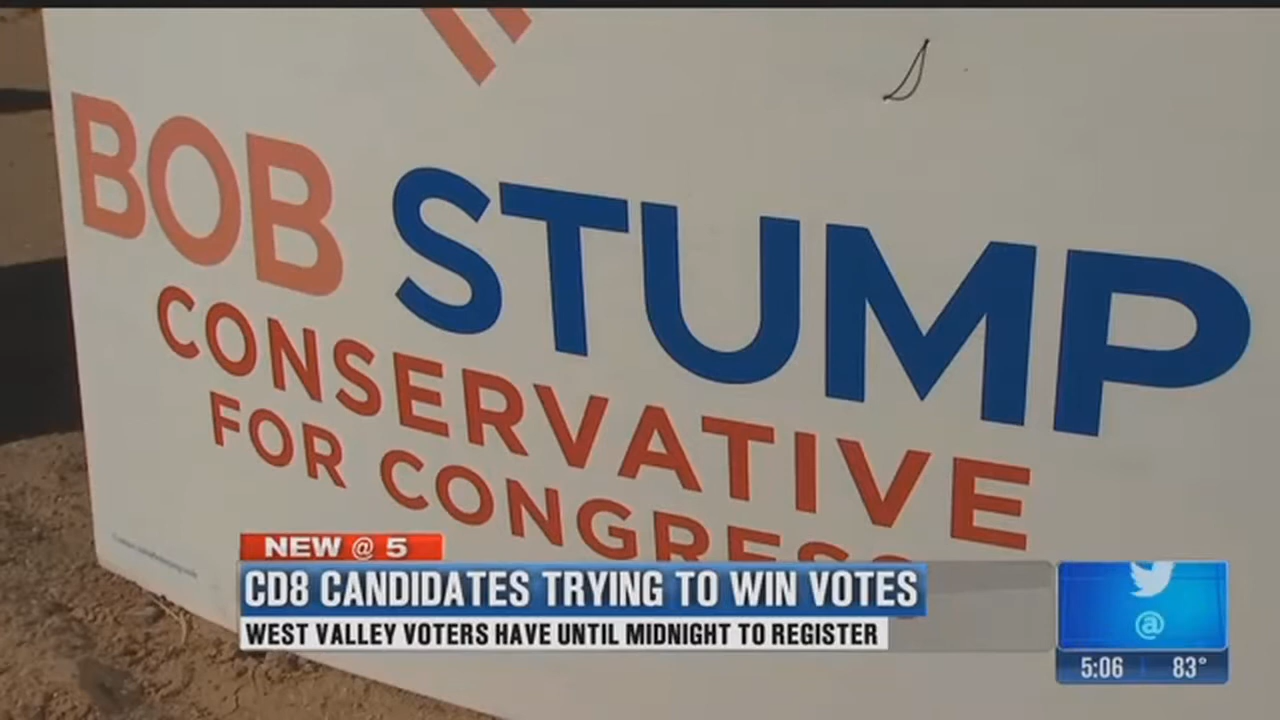 BOB STUMP
CONSERVATIVE
FOR CONGRESS
NEW @ 5
CD8 CANDIDATES TRYING TO WIN VOTES
WEST VALLEY VOTERS HAVE UNTIL MIDNIGHT TO REGISTER
@
5:06 83°